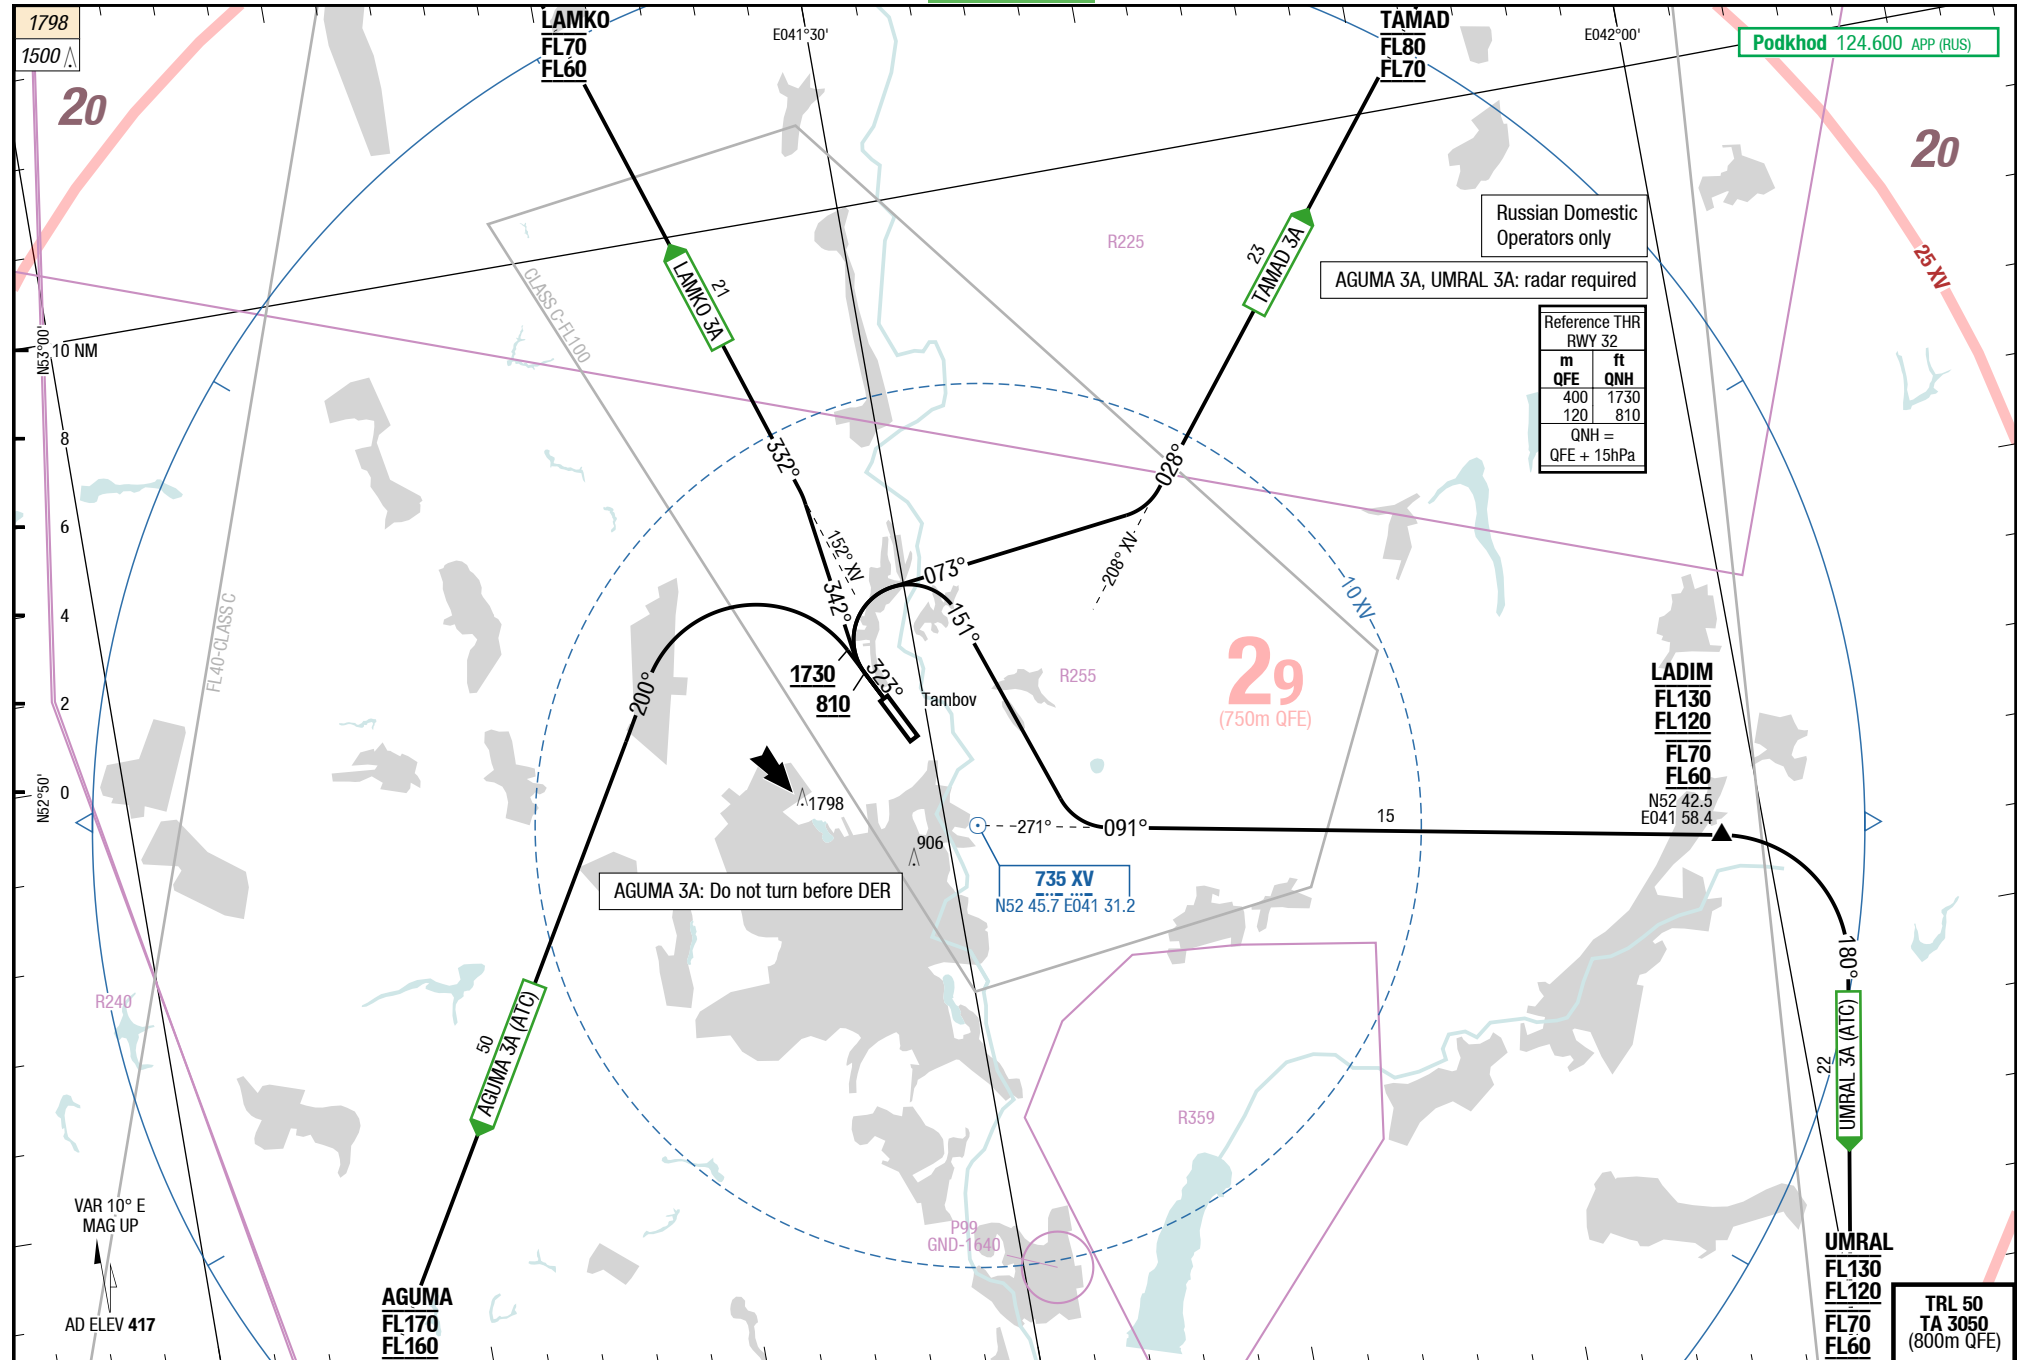 1798
1500
20
LAMKO
FL70
FL60
E041°30'
TAMAD
FL80
FL70
E042°00'
Podkhod 124.600 APP (RUS)
20
25 XV
Russian Domestic
Operators only
AGUMA 3A, UMRAL 3A: radar required
Reference THR
RWY 32
m ft
QFE QNH
400 1730
120 810
QNH =
QFE + 15hPa
R225
23
TAMAD 3A
21
LAMKO 3A
CLASS C-FL100
N53°00'
10 NM
8
6
4
2
0
N52°50'
FL40-CLASS C
332°
152° XV
342°
028°
208° XV
073°
151°
10 XV
200°
1730
810
323°
Tambov
R255
29
(750m QFE)
LADIM
FL130
FL120
FL70
FL60
N52 42.5
E041 58.4
1798
906
271°
091°
15
735 XV
N52 45.7 E041 31.2
AGUMA 3A: Do not turn before DER
180°
22
UMRAL 3A (ATC)
R240
50
AGUMA 3A (ATC)
R359
P99
GND-1640
VAR 10° E
MAG UP
AD ELEV 417
AGUMA
FL170
FL160
UMRAL
FL130
FL120
FL70
FL60
TRL 50
TA 3050
(800m QFE)